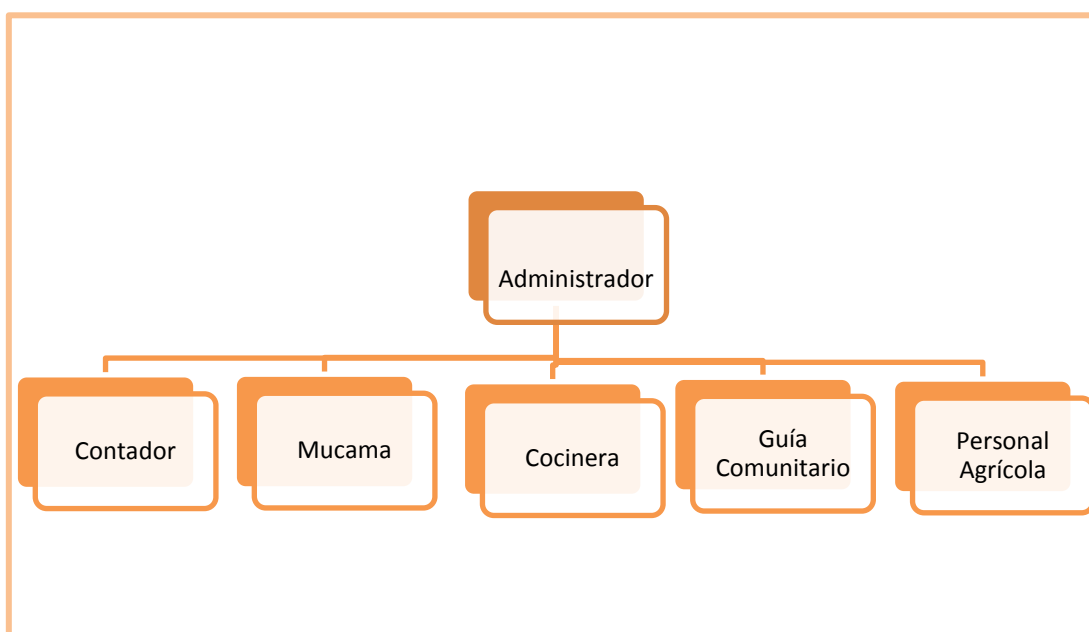 Administrador
Contador
Mucama
Cocinera
Guía
Comunitario
Personal
Agrícola